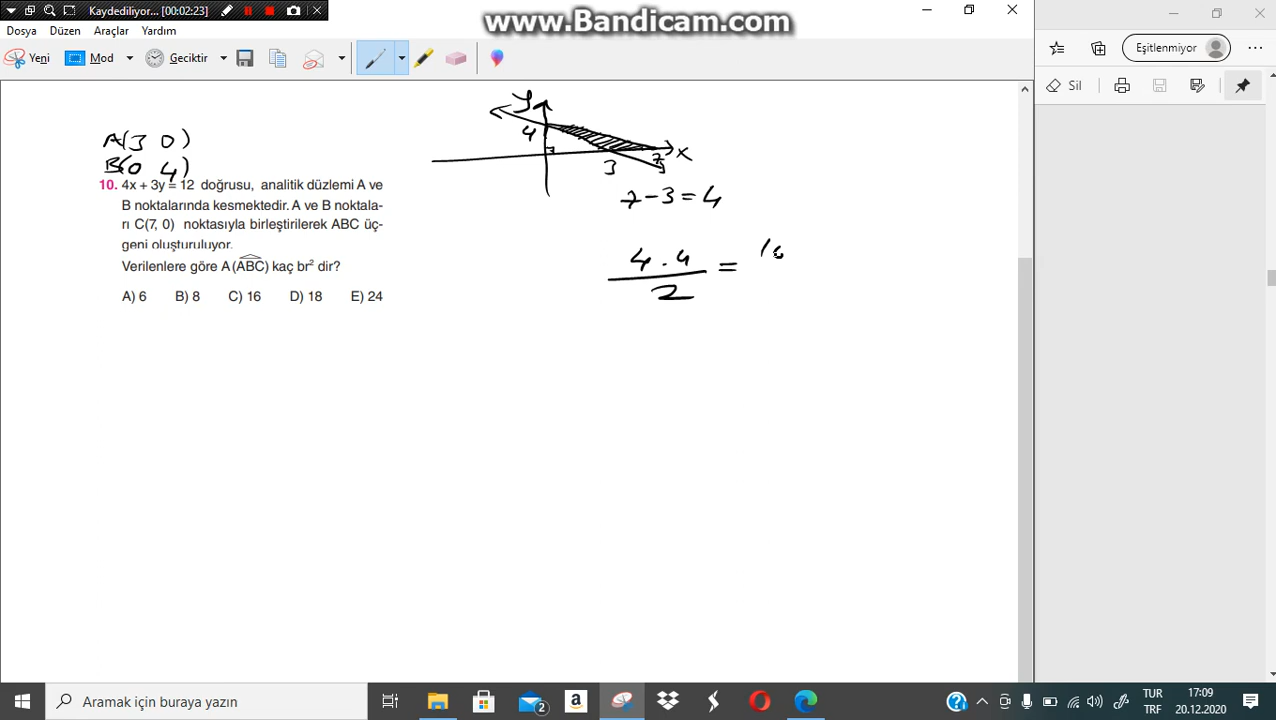 Kaydediliyor... [00:02:23]
www.Bandicam.com
Dosya Düzen Araçlar Yardım
Yeni Mod Geciktir
Eşitlenmiyor
Sil
y
4
3
7
x
A(3 0)
B(0 4)
7-3=4
10. 4x + 3y = 12 doğrusu, analitik düzlemi A ve
B noktalarında kesmektedir. A ve B noktala-
rı C(7, 0) noktasıyla birleştirilerek ABC üç-
geni oluşturuluyor.
Verilenlere göre A(ABC) kaç br² dir?
A) 6 B) 8 C) 16 D) 18 E) 24
4 . 4
2
=
Aramak için buraya yazın
2
TUR
TRF
17:09
20.12.2020